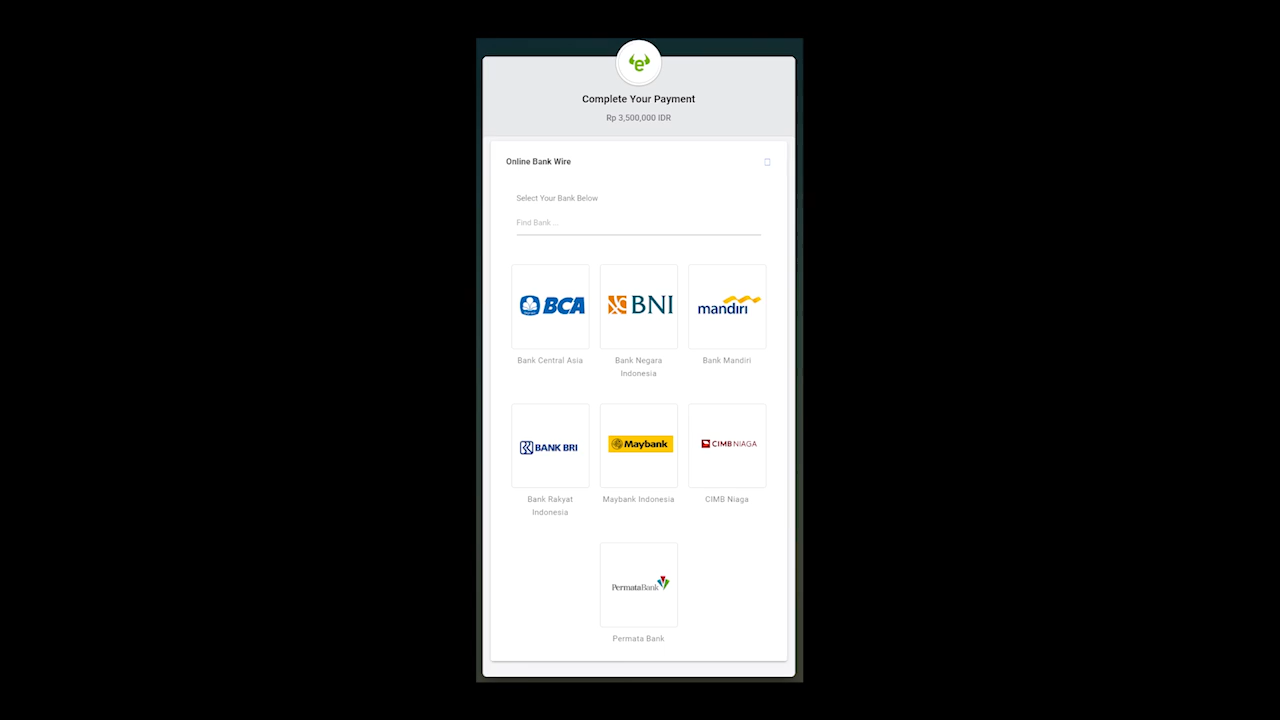 e
Complete Your Payment
Rp 3,500,000 IDR
Online Bank Wire
Select Your Bank Below
Find Bank ...
BCA
BNI
mandiri
Bank Central Asia
Bank Negara
Indonesia
Bank Mandiri
BANK BRI
Maybank
CIMB NIAGA
Bank Rakyat
Indonesia
Maybank Indonesia
CIMB Niaga
PermataBank
Permata Bank